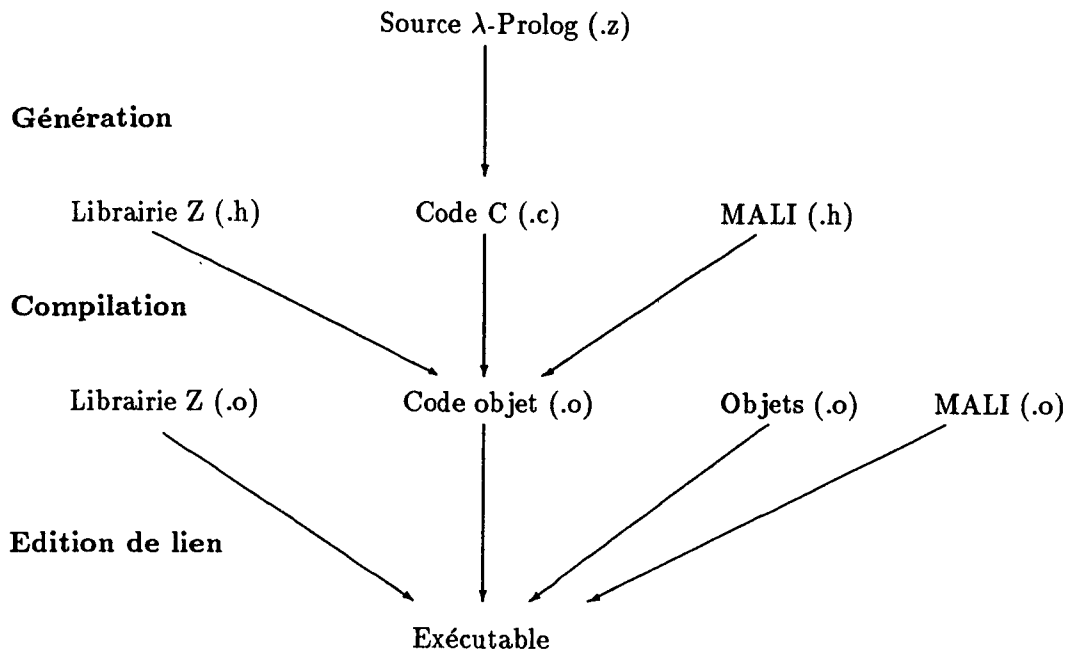 Source λ-Prolog (.z)
Génération
Librairie Z (.h) Code C (.c) MALI (.h)
Compilation
Librairie Z (.o) Code objet (.o) Objets (.o) MALI (.o)
Edition de lien
Exécutable